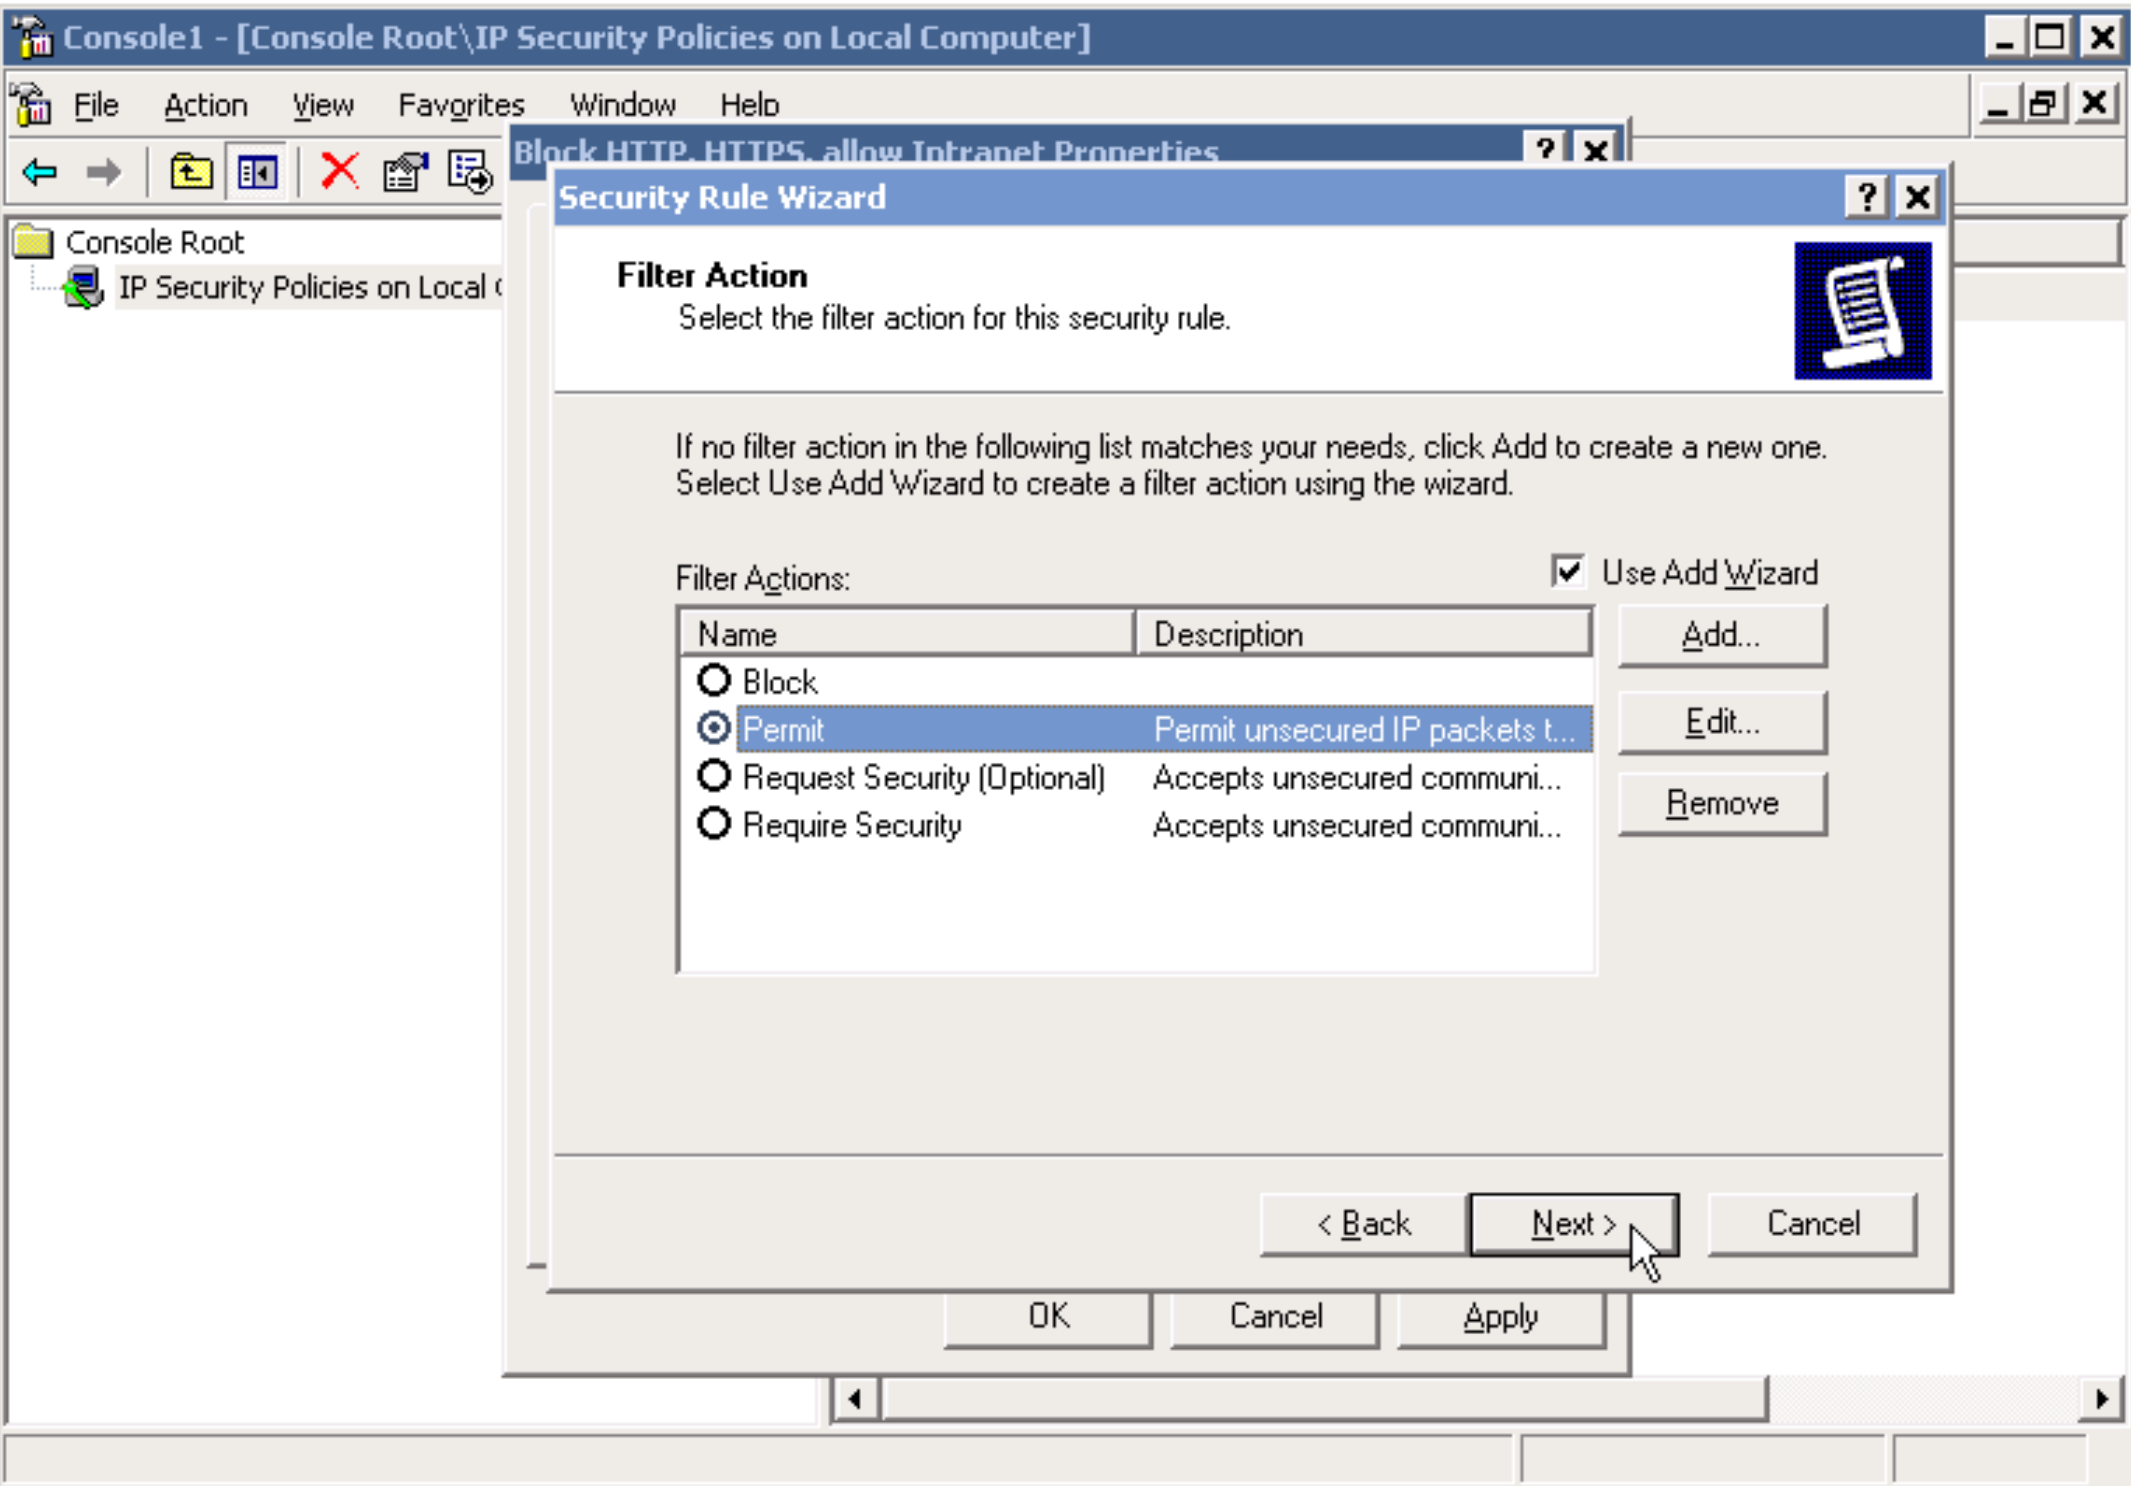 Console1 - [Console Root\IP Security Policies on Local Computer]
File Action View Favorites Window Help
Block HTTP, HTTPS, allow Intranet Properties
Security Rule Wizard
Console Root
IP Security Policies on Local
Filter Action
Select the filter action for this security rule.
If no filter action in the following list matches your needs, click Add to create a new one.
Select Use Add Wizard to create a filter action using the wizard.
Filter Actions:
Use Add Wizard
Name Description
Block
Permit Permit unsecured IP packets t...
Request Security (Optional) Accepts unsecured communi...
Require Security Accepts unsecured communi...
Add...
Edit...
Remove
< Back Next > Cancel
OK Cancel Apply